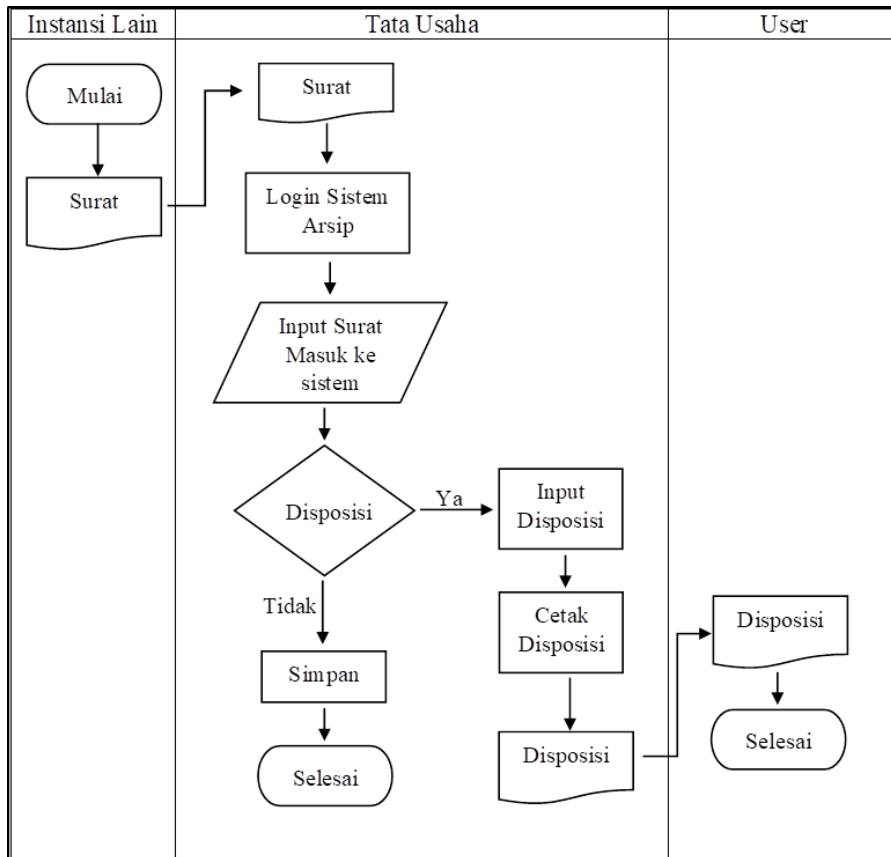 Instansi Lain
Tata Usaha
User
Mulai
Surat
Surat
Login Sistem
Arsip
Input Surat
Masuk ke
sistem
Disposisi
Ya
Tidak
Simpan
Selesai
Input
Disposisi
Cetak
Disposisi
Disposisi
Disposisi
Selesai